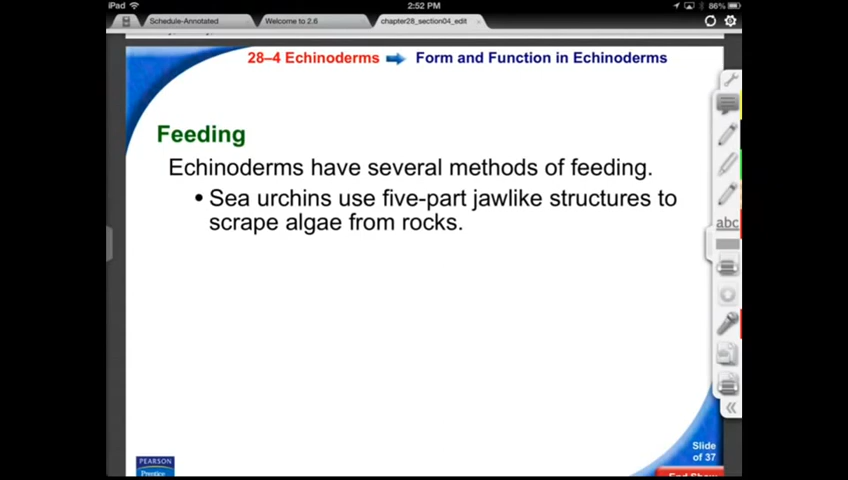 iPad
2:52 PM
86%
Schedule-Annotated
Welcome to 2.6
chapter28_section04_edit
28–4 Echinoderms
Form and Function in Echinoderms
Feeding
Echinoderms have several methods of feeding.
• Sea urchins use five-part jawlike structures to
scrape algae from rocks.
abc
Slide
of 37
PEARSON
Prentice
End Show